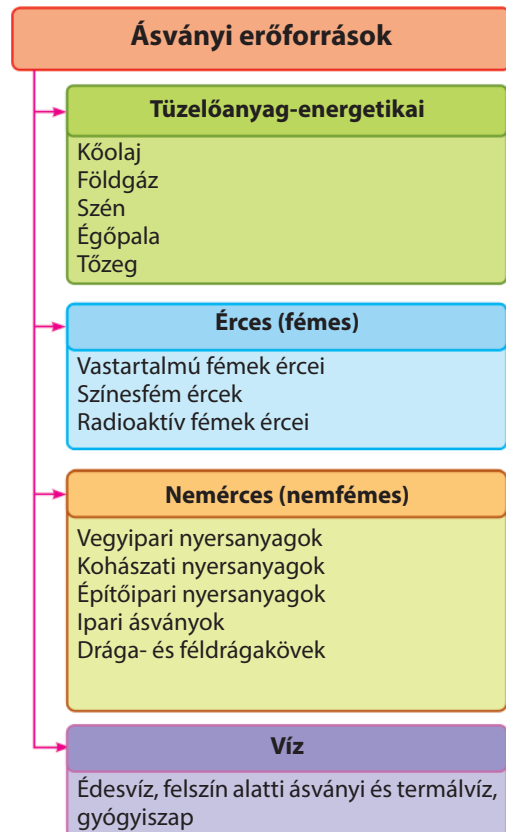 Ásványi erőforrások
Tüzelőanyag-energetikai
Kőolaj
Földgáz
Szén
Égőpala
Tőzeg
Érces (fémes)
Vastartalmú fémek ércei
Színesfém ércek
Radioaktív fémek ércei
Nemérces (nemfémes)
Vegyipari nyersanyagok
Kohászati nyersanyagok
Építőipari nyersanyagok
Ipari ásványok
Drága- és féldrágakövek
Víz
Édesvíz, felszín alatti ásványi és termálvíz,
gyógyiszap